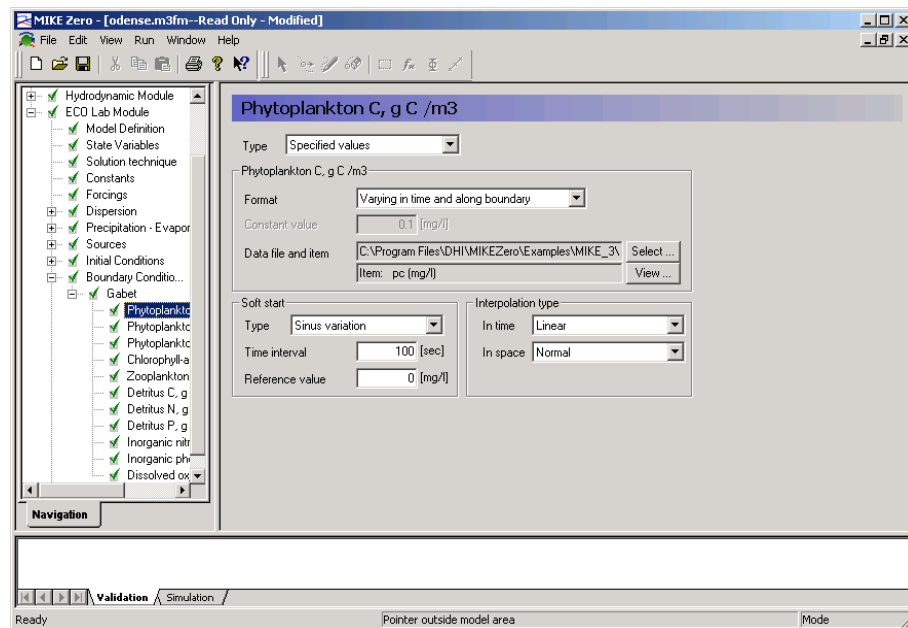 MIKE Zero - [odense.m3fm--Read Only - Modified]
File Edit View Run Window Help
Hydrodynamic Module
ECO Lab Module
Model Definition
State Variables
Solution technique
Constants
Forcings
Dispersion
Precipitation - Evapor
Sources
Initial Conditions
Boundary Conditio...
Gabet
Phytoplankto
Phytoplankto
Phytoplankto
Chlorophyll-a
Zooplankton
Detritus C, g
Detritus N, g
Detritus P, g
Inorganic nitr
Inorganic pho
Dissolved ox
Navigation
Phytoplankton C, g C /m3
Type Specified values
Phytoplankton C, g C /m3
Format Varying in time and along boundary
Constant value 0.1 [mg/l]
Data file and item C:\Program Files\DHI\MIKEZero\Examples\MIKE_3\ Select ...
Item: pc (mg/l) View ...
Soft start
Type Sinus variation
Time interval 100 [sec]
Reference value 0 [mg/l]
Interpolation type
In time Linear
In space Normal
Validation Simulation
Ready Pointer outside model area Mode